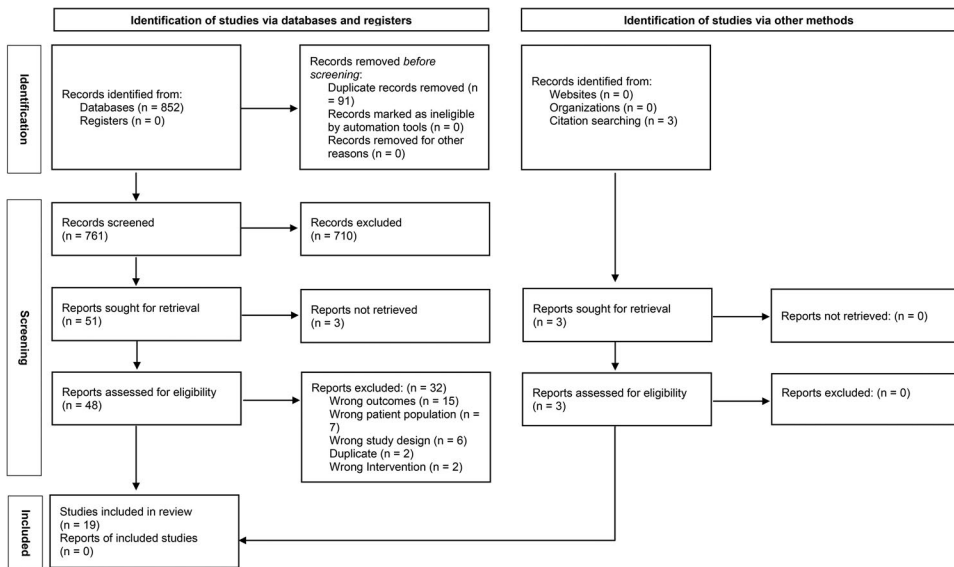 Identification of studies via databases and registers
Identification of studies via other methods
Identification
Records identified from:
Databases (n = 852)
Registers (n = 0)
Records removed before
screening:
Duplicate records removed (n
= 91)
Records marked as ineligible
by automation tools (n = 0)
Records removed for other
reasons (n = 0)
Records identified from:
Websites (n = 0)
Organizations (n = 0)
Citation searching (n = 3)
Screening
Records screened
(n = 761)
Records excluded
(n = 710)
Reports sought for retrieval
(n = 51)
Reports not retrieved
(n = 3)
Reports sought for retrieval
(n = 3)
Reports not retrieved: (n = 0)
Reports assessed for eligibility
(n = 48)
Reports excluded: (n = 32)
Wrong outcomes (n = 15)
Wrong patient population (n =
7)
Wrong study design (n = 6)
Duplicate (n = 2)
Wrong Intervention (n = 2)
Reports assessed for eligibility
(n = 3)
Reports excluded: (n = 0)
Included
Studies included in review
(n = 19)
Reports of included studies
(n = 0)